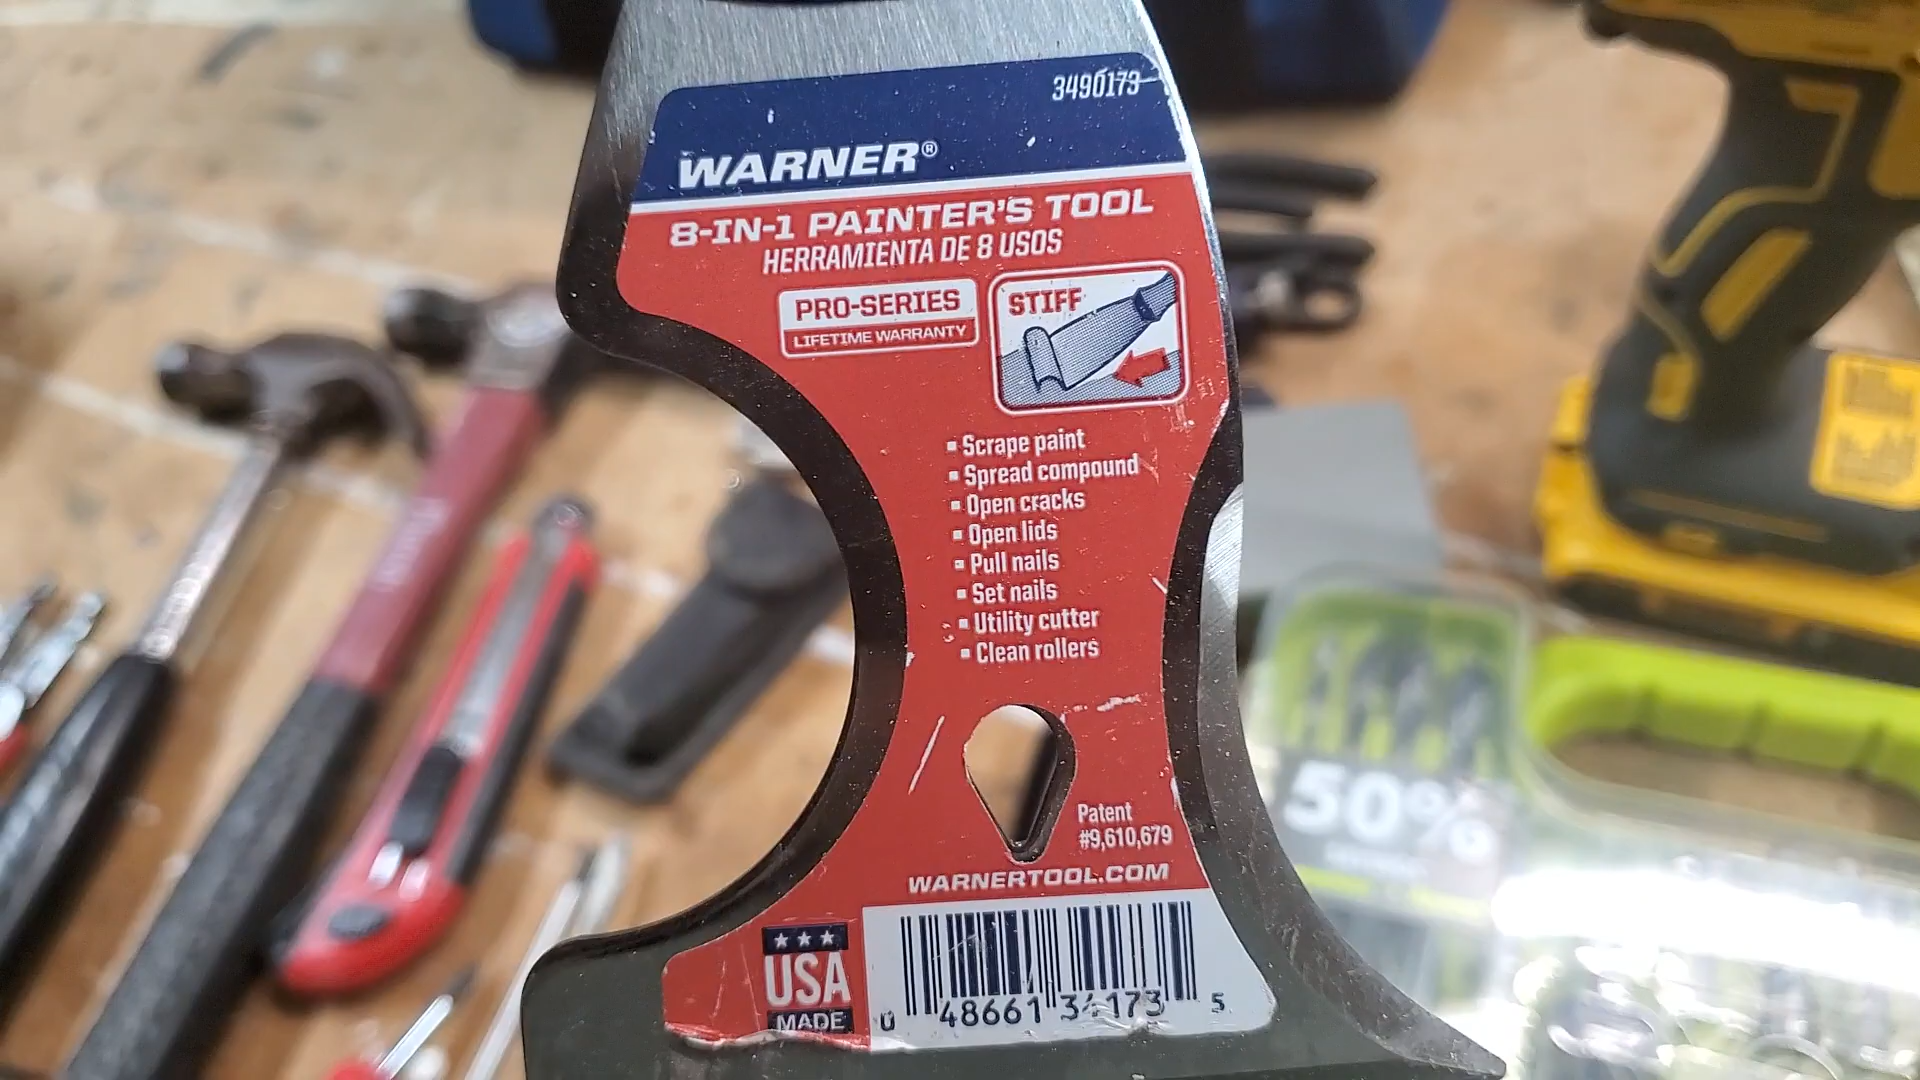 3490173
WARNER®
8-IN-1 PAINTER'S TOOL
HERRAMIENTA DE 8 USOS
PRO-SERIES
LIFETIME WARRANTY
STIFF
▪ Scrape paint
▪ Spread compound
▪ Open cracks
▪ Open lids
▪ Pull nails
▪ Set nails
▪ Utility cutter
▪ Clean rollers
Patent
#9,610,679
WARNERTOOL.COM
USA
MADE
0 48661 34173 5
50%